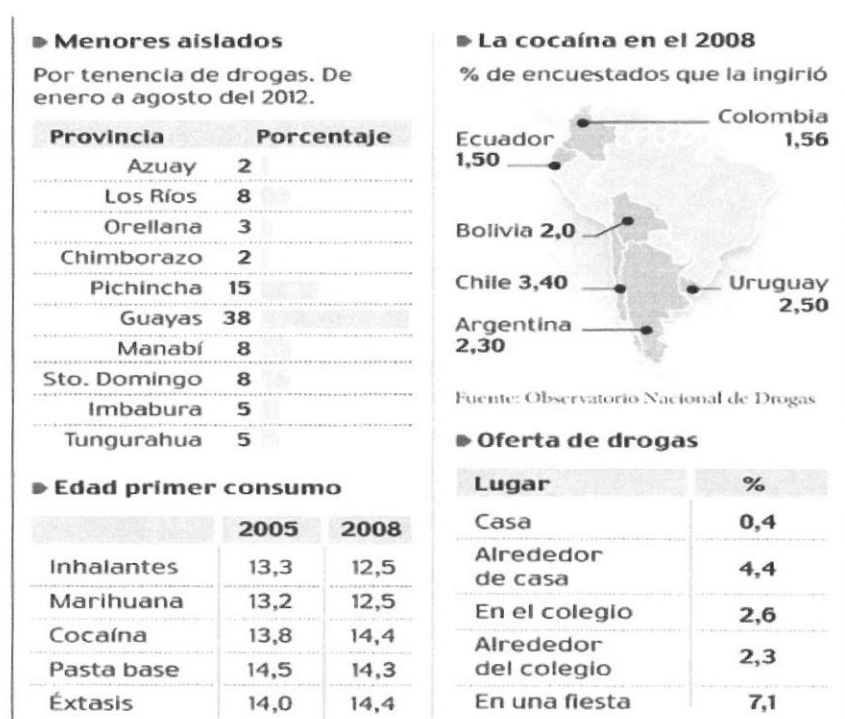 Menores aislados
Por tenencia de drogas. De
enero a agosto del 2012.
Provincia Porcentaje
Azuay 2
Los Ríos 8
Orellana 3
Chimborazo 2
Pichincha 15
Guayas 38
Manabí 8
Sto. Domingo 8
Imbabura 5
Tungurahua 5
Edad primer consumo
2005 2008
Inhalantes 13,3 12,5
Marihuana 13,2 12,5
Cocaína 13,8 14,4
Pasta base 14,5 14,3
Éxtasis 14,0 14,4
La cocaína en el 2008
% de encuestados que la ingirió
Colombia
1,56
Ecuador
1,50
Bolivia 2,0
Chile 3,40
Uruguay
2,50
Argentina
2,30
Fuente: Observatorio Nacional de Drogas
Oferta de drogas
Lugar %
Casa 0,4
Alrededor
de casa 4,4
En el colegio 2,6
Alrededor
del colegio 2,3
En una fiesta 7,1